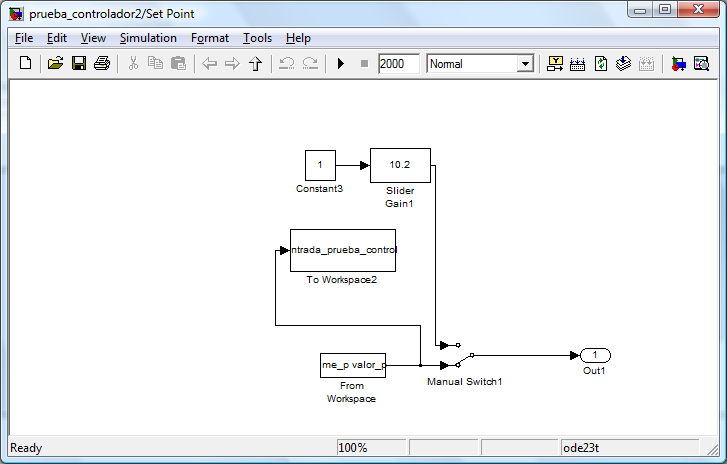 prueba_controlador2/Set Point
File Edit View Simulation Format Tools Help
2000 Normal
1
Constant3
10.2
Slider
Gain1
ntrada_prueba_control
To Workspace2
me_p valor_p
From
Workspace
Manual Switch1
1
Out1
Ready 100% ode23t